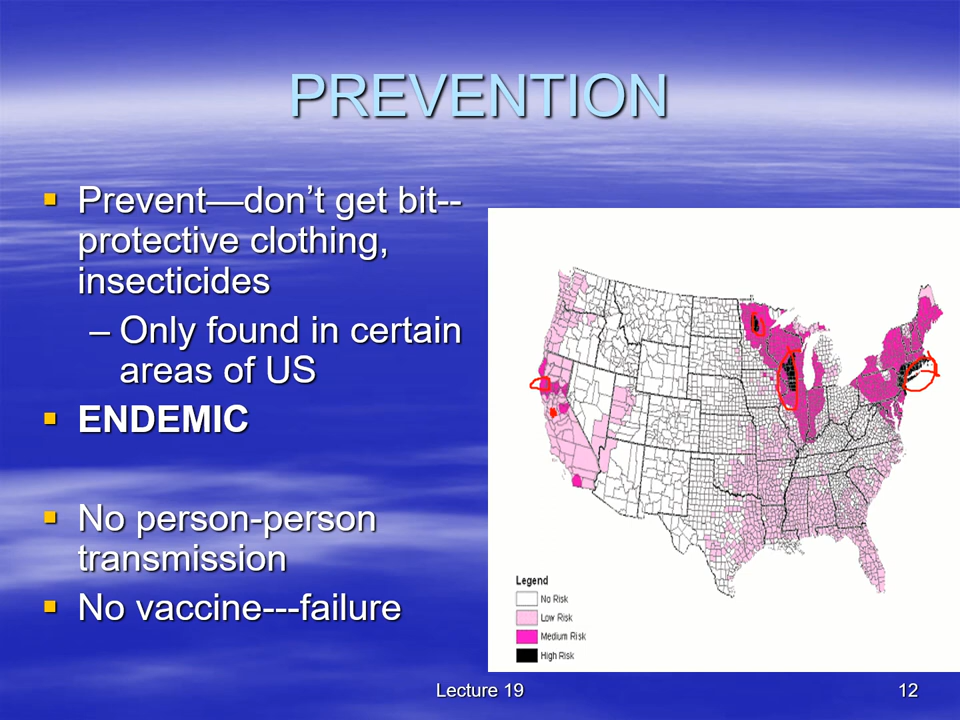 PREVENTION
Prevent—don’t get bit--
protective clothing,
insecticides
– Only found in certain
areas of US
ENDEMIC
No person-person
transmission
No vaccine---failure
Legend
No Risk
Low Risk
Medium Risk
High Risk
Lecture 19
12